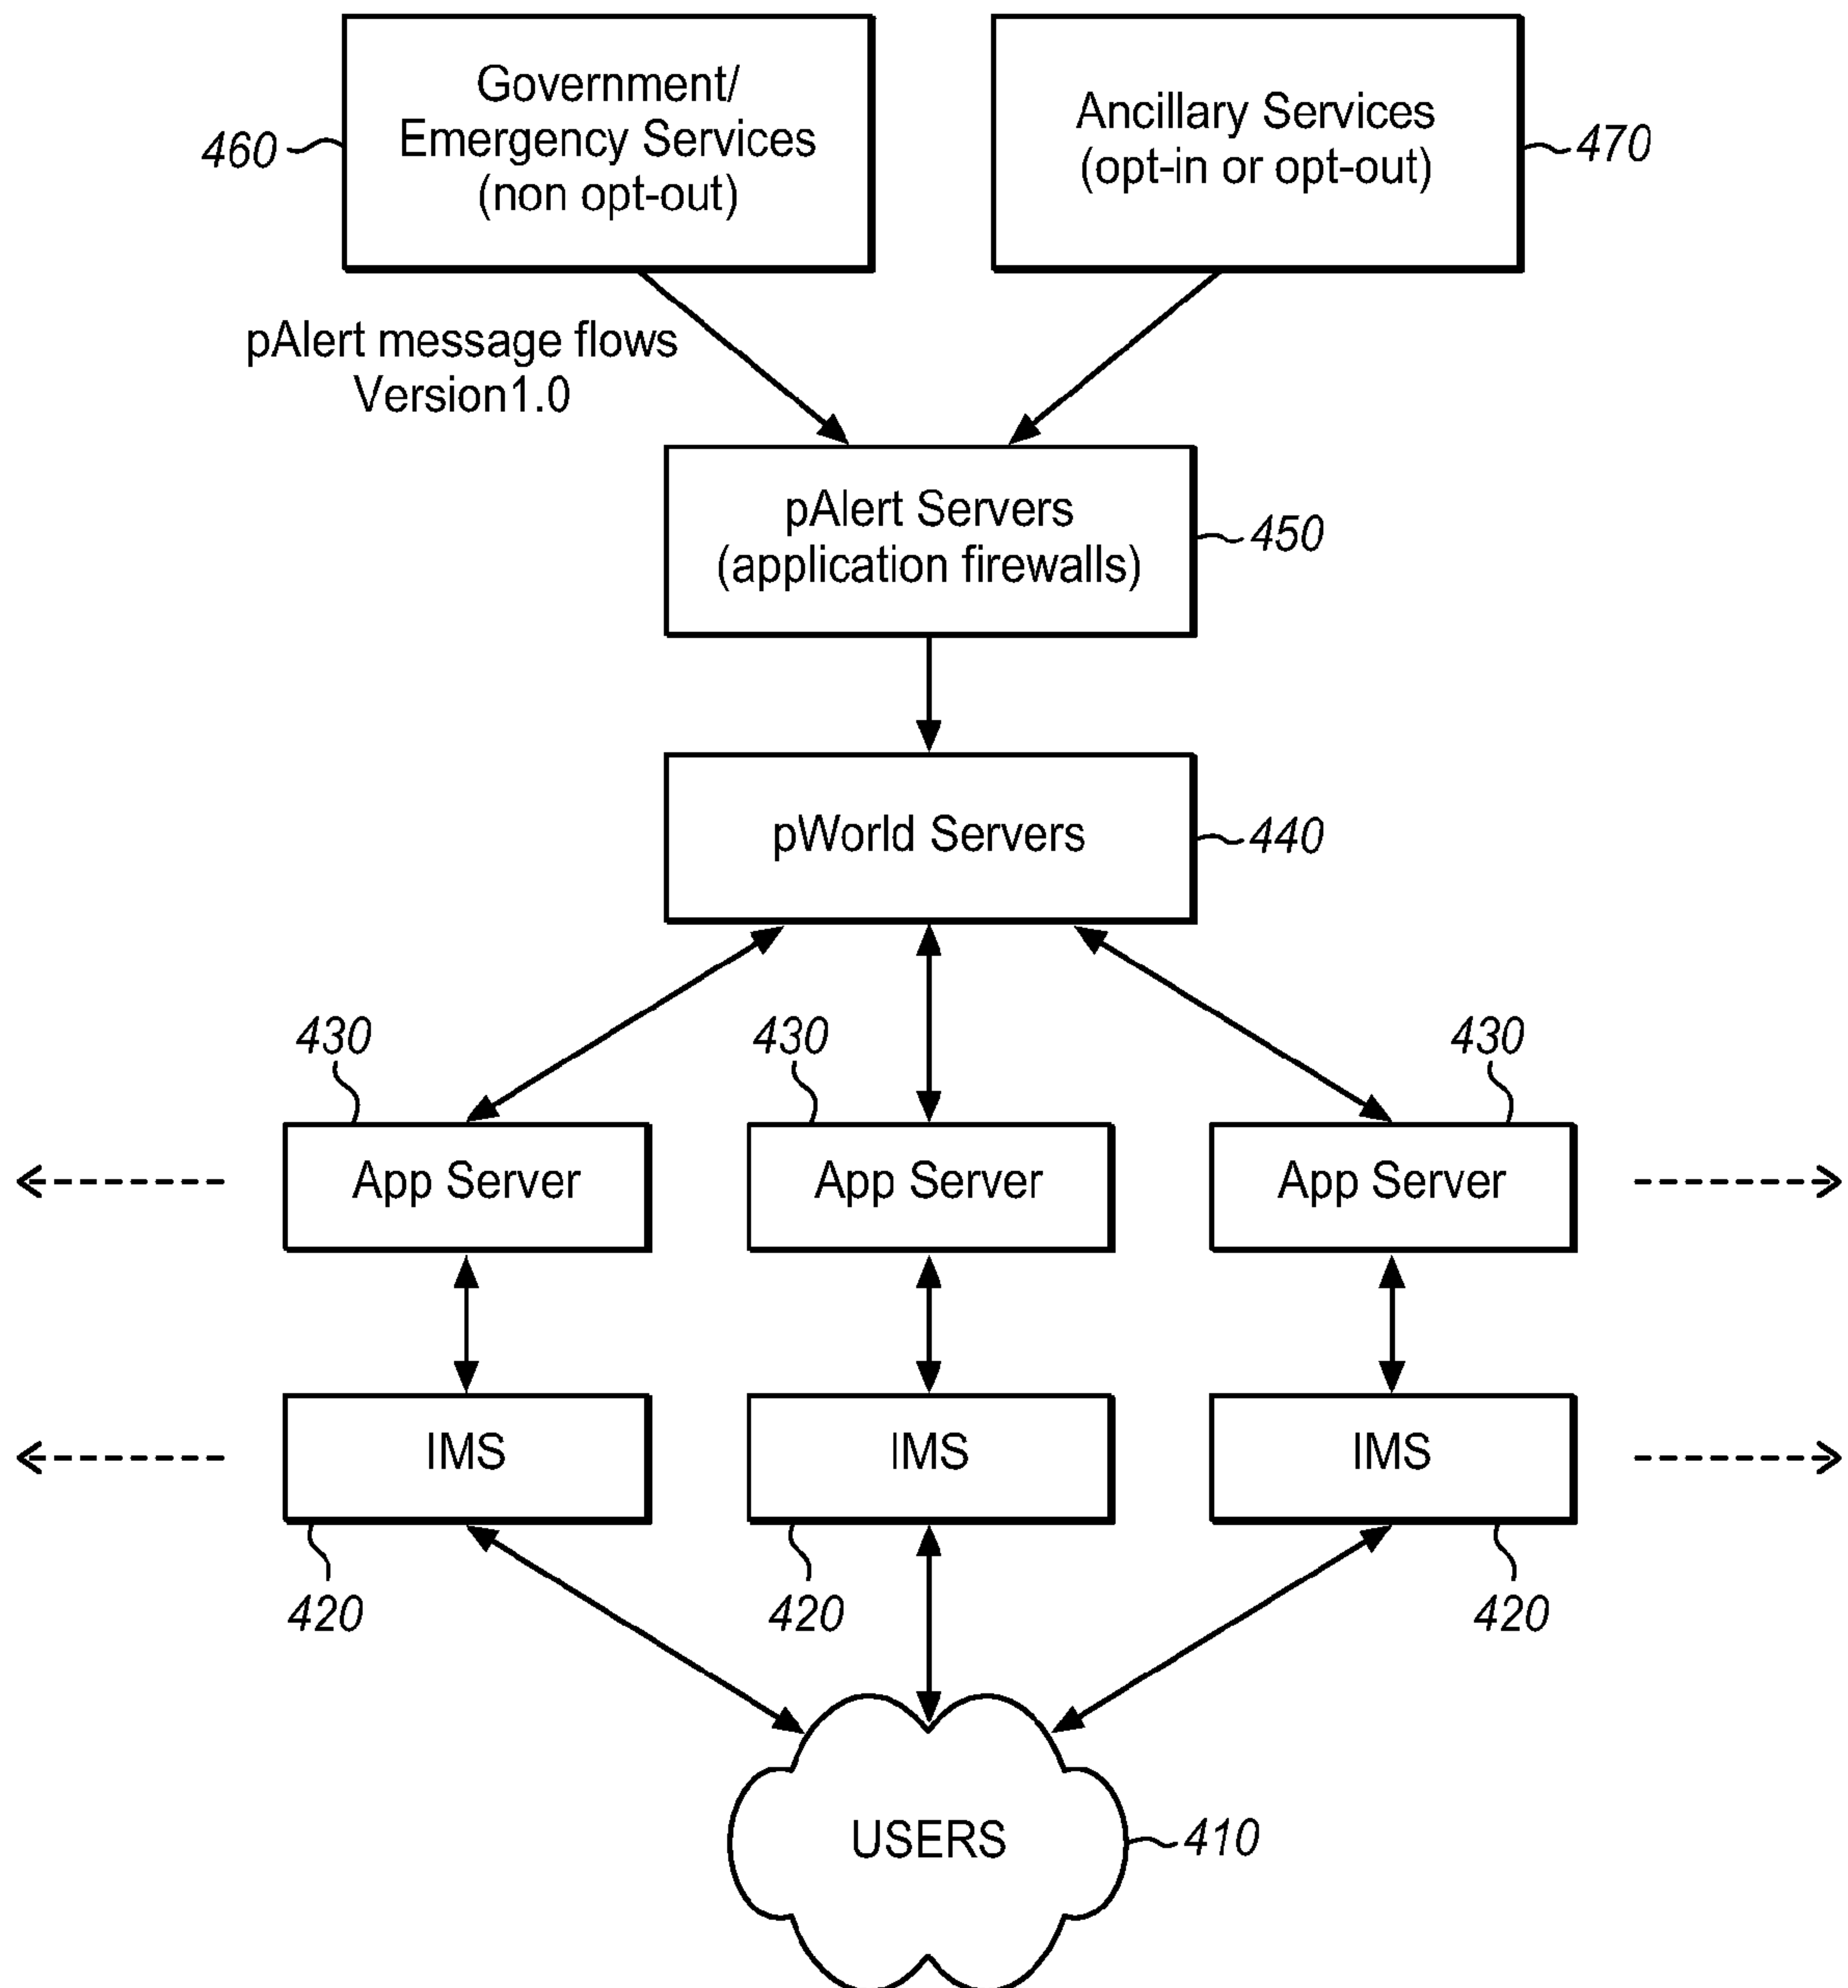 Government/
Emergency Services
(non opt-out)
460
Ancillary Services
(opt-in or opt-out)
470
pAlert message flows
Version1.0
pAlert Servers
(application firewalls)
450
pWorld Servers
440
430
430
430
App Server
App Server
App Server
IMS
IMS
IMS
420
420
420
USERS
410